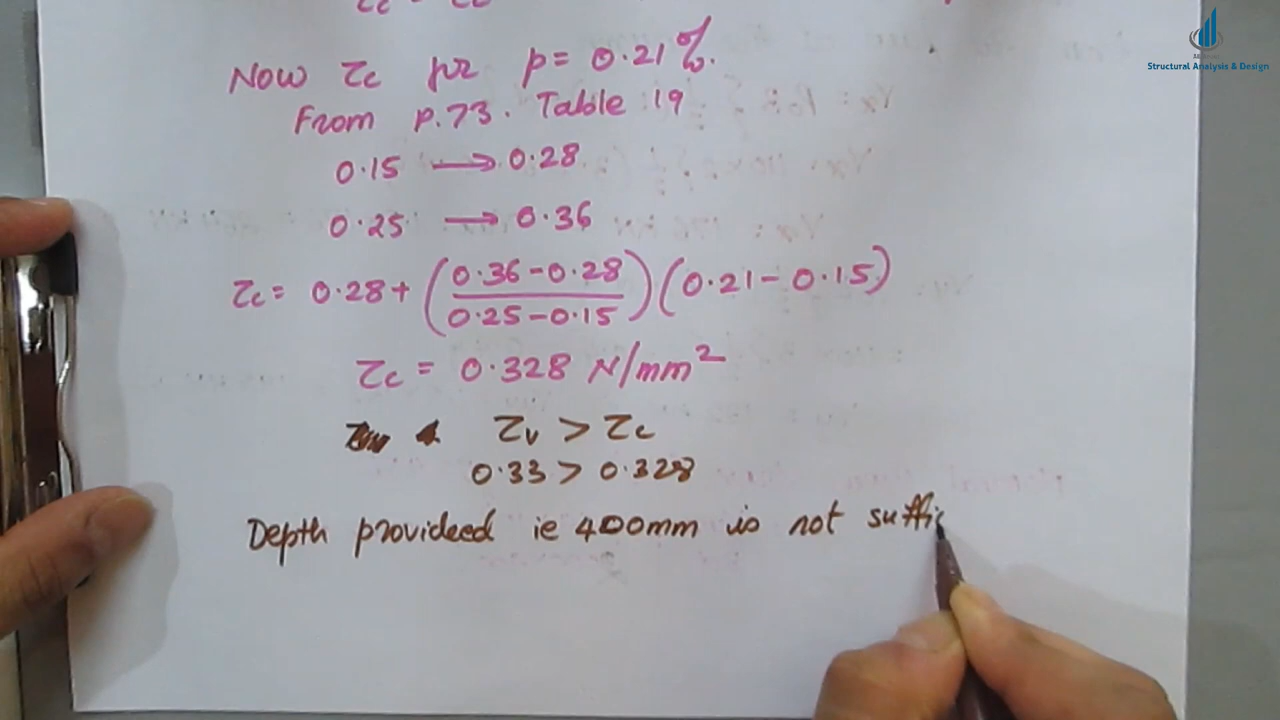 Structural Analysis & Design
Now τc for p = 0.21%.
From p.73. Table 19
0.15 → 0.28
0.25 → 0.36
τc = 0.28 + (0.36 - 0.28 / 0.25 - 0.15) (0.21 - 0.15)
τc = 0.328 N/mm²
τv > τc
0.33 > 0.328
Depth provideed ie 400mm is not suffic